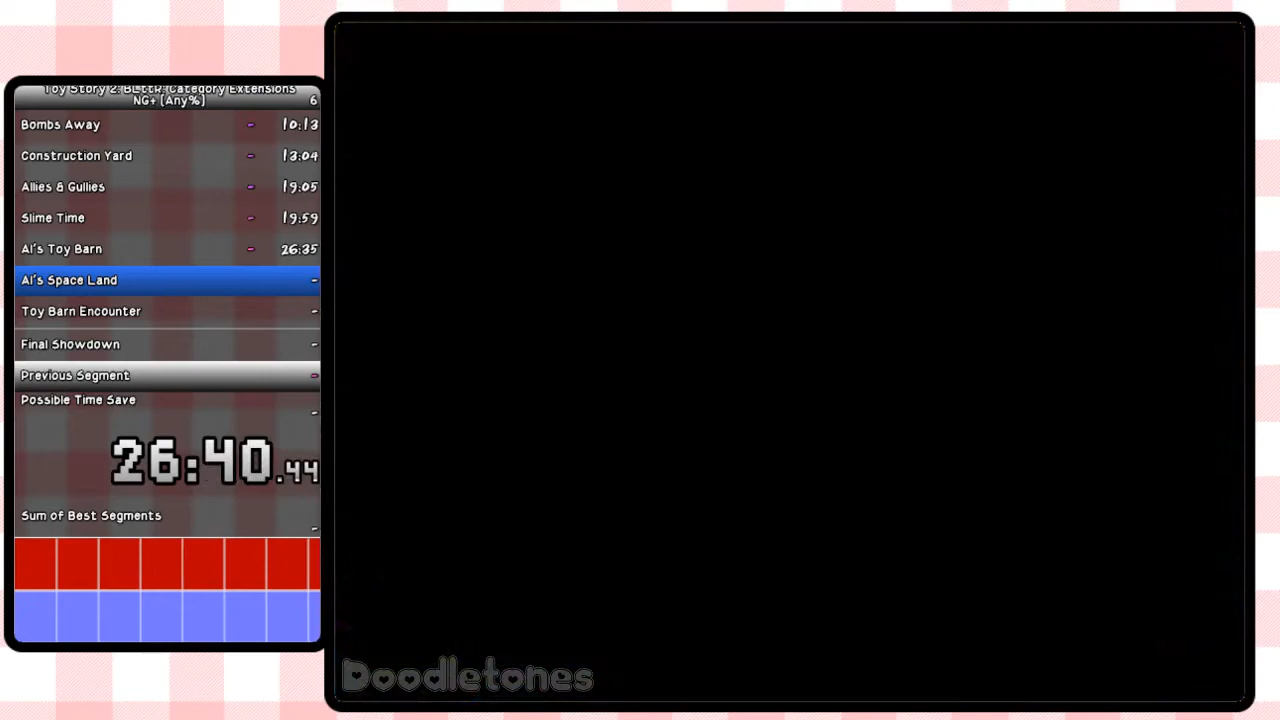 Toy Story 2: BLttR: Category Extensions
NG+ (Any%) 6
Bombs Away - 10:13
Construction Yard - 13:04
Allies & Gullies - 19:05
Slime Time - 19:59
Al's Toy Barn - 26:35
Al's Space Land -
Toy Barn Encounter -
Final Showdown -
Previous Segment -
Possible Time Save
-
26:40.44
Sum of Best Segments
-
Doodletones